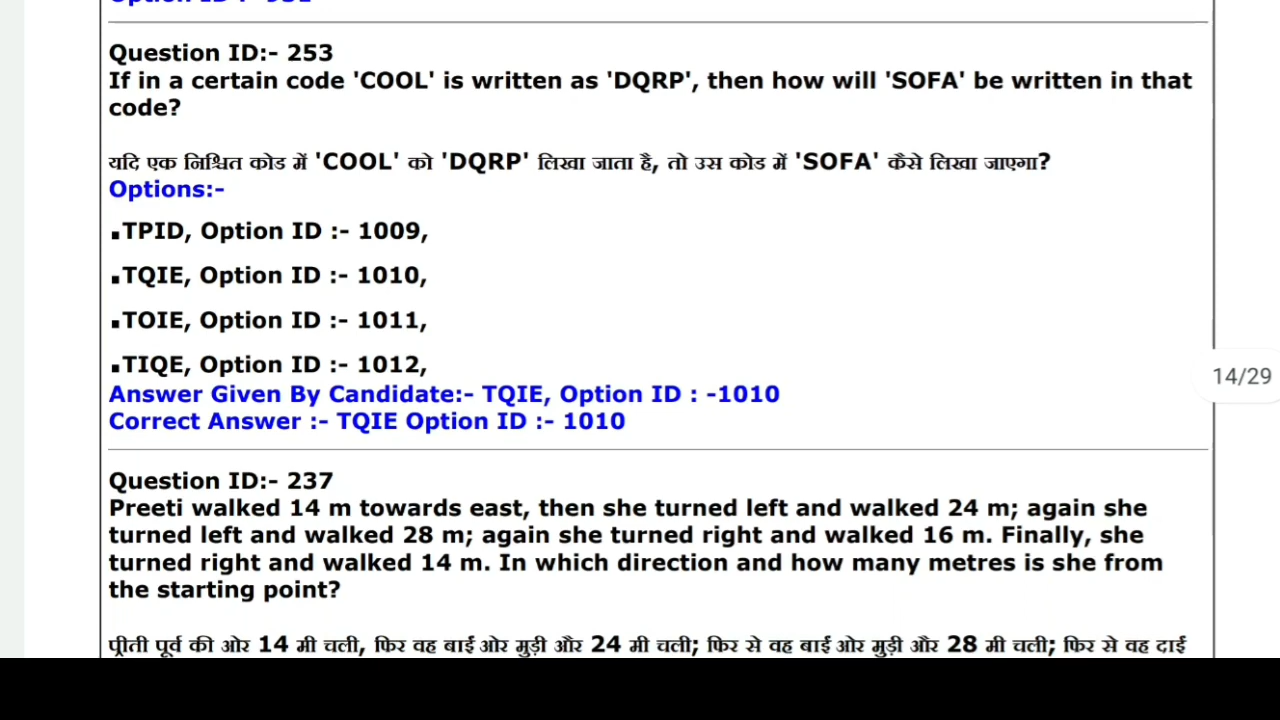 Question ID:- 253
If in a certain code 'COOL' is written as 'DQRP', then how will 'SOFA' be written in that
code?
यदि एक निश्चित कोड में 'COOL' को 'DQRP' लिखा जाता है, तो उस कोड में 'SOFA' कैसे लिखा जाएगा?
Options:-
▪TPID, Option ID :- 1009,
▪TQIE, Option ID :- 1010,
▪TOIE, Option ID :- 1011,
▪TIQE, Option ID :- 1012,
14/29
Answer Given By Candidate:- TQIE, Option ID : -1010
Correct Answer :- TQIE Option ID :- 1010
Question ID:- 237
Preeti walked 14 m towards east, then she turned left and walked 24 m; again she
turned left and walked 28 m; again she turned right and walked 16 m. Finally, she
turned right and walked 14 m. In which direction and how many metres is she from
the starting point?
प्रीती पूर्व की ओर 14 मी चली, फिर वह बाईं ओर मुड़ी और 24 मी चली; फिर से वह बाईं ओर मुड़ी और 28 मी चली; फिर से वह दाईं